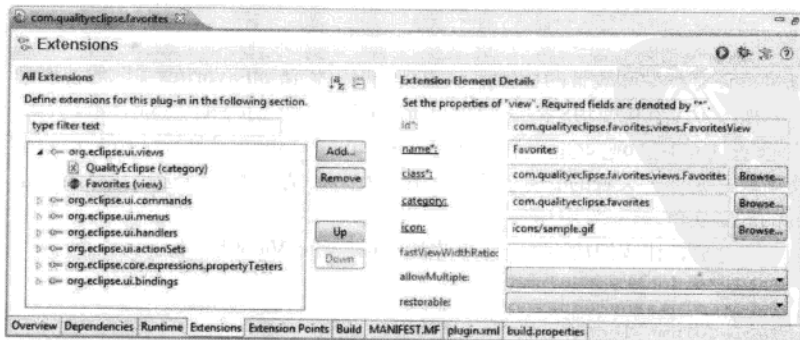 com.qualityeclipse.favorites
Extensions
All Extensions
Define extensions for this plug-in in the following section.
type filter text
org.eclipse.ui.views
QualityEclipse (category)
Favorites (view)
org.eclipse.ui.commands
org.eclipse.ui.menus
org.eclipse.ui.handlers
org.eclipse.ui.actionSets
org.eclipse.core.expressions.propertyTesters
org.eclipse.ui.bindings
Add...
Remove
Up
Down
Extension Element Details
Set the properties of "view". Required fields are denoted by "*".
id*: com.qualityeclipse.favorites.views.FavoritesView
name*: Favorites
class*: com.qualityeclipse.favorites.views.Favorites Browse...
category: com.qualityeclipse.favorites Browse...
icon: icons/sample.gif Browse...
fastViewWidthRatio:
allowMultiple:
restorable:
Overview Dependencies Runtime Extensions Extension Points Build MANIFEST.MF plugin.xml build.properties